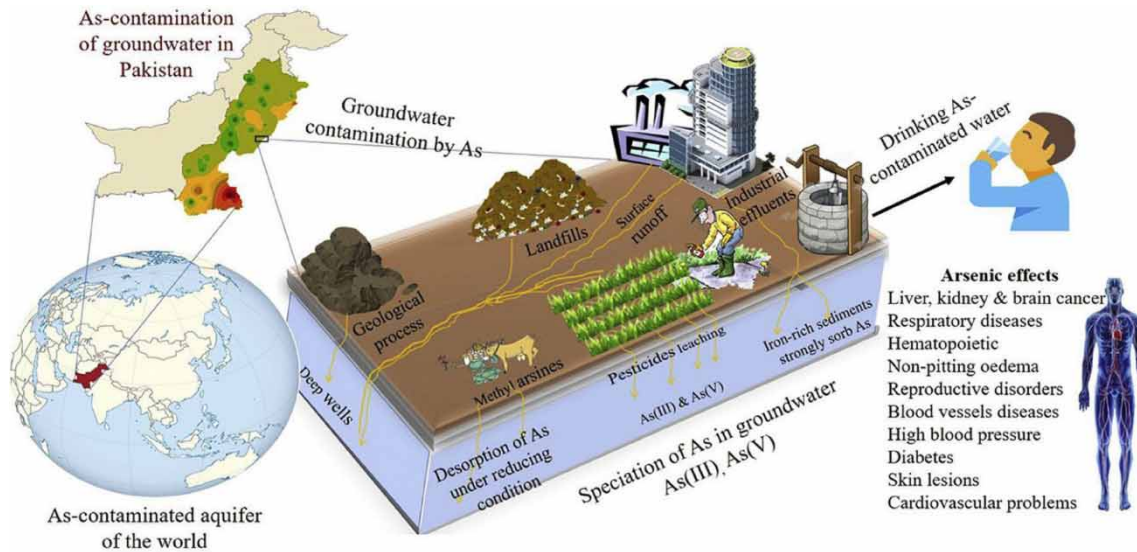 As-contamination
of groundwater in
Pakistan
Groundwater
contamination by As
Drinking As-
contaminated water
Landfills
Surface
runoff
Industrial
effluents
Geological
process
Deep wells
Methyl arsines
Pesticides leaching
Iron-rich sediments
strongly sorb As
As(III) & As(V)
Desorption of As
under reducing
condition
Speciation of As in groundwater
As(III), As(V)
As-contaminated aquifer
of the world
Arsenic effects
Liver, kidney & brain cancer
Respiratory diseases
Hematopoietic
Non-pitting oedema
Reproductive disorders
Blood vessels diseases
High blood pressure
Diabetes
Skin lesions
Cardiovascular problems